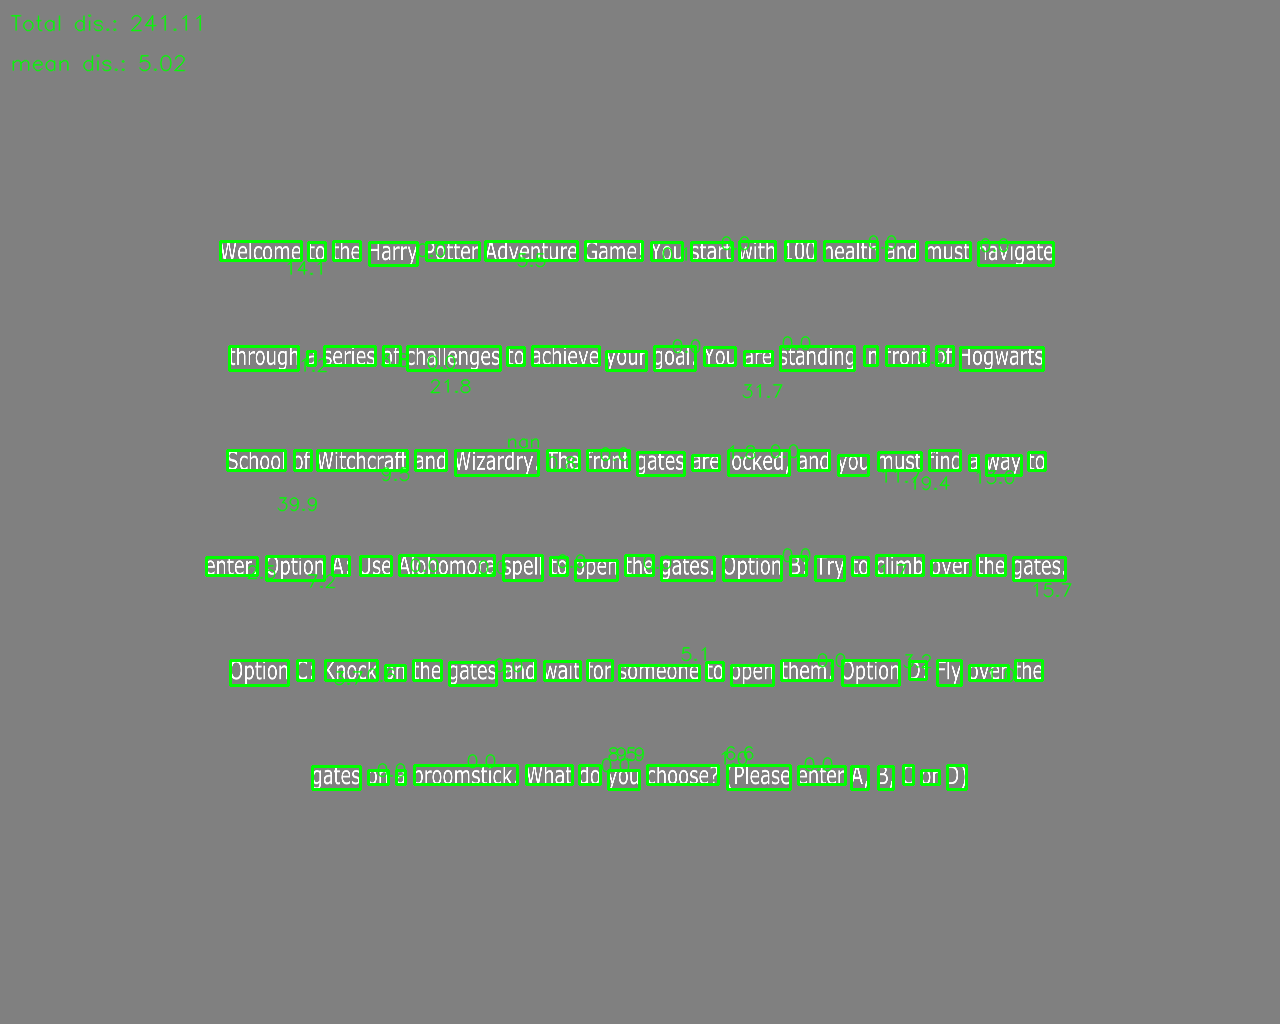 Total dis.: 241.11
mean dis.: 5.02
Welcome to the Harry Potter Adventure Game! You start with 100 health and must navigate
through a series of challenges to achieve your goal. You are standing in front of Hogwarts
School of Witchcraft and Wizardry. The front gates are locked, and you must find a way to
enter. Option A: Use Alohomora spell to open the gates. Option B: Try to climb over the gates.
Option C: Knock on the gates and wait for someone to open them. Option D: Fly over the
gates on a broomstick. What do you choose? (Please enter A, B, C or D)